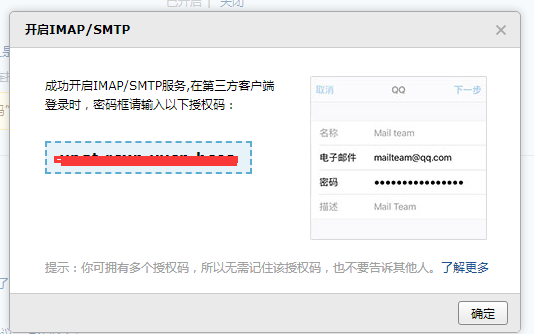 已开启 | 关闭
开启IMAP/SMTP
成功开启IMAP/SMTP服务,在第三方客户端
登录时，密码框请输入以下授权码：
取消 QQ 下一步
名称 Mail team
电子邮件 mailteam@qq.com
密码 ●●●●●●●●●●●●●●●●
描述 Mail Team
提示：你可拥有多个授权码，所以无需记住该授权码，也不要告诉其他人。了解更多
确定